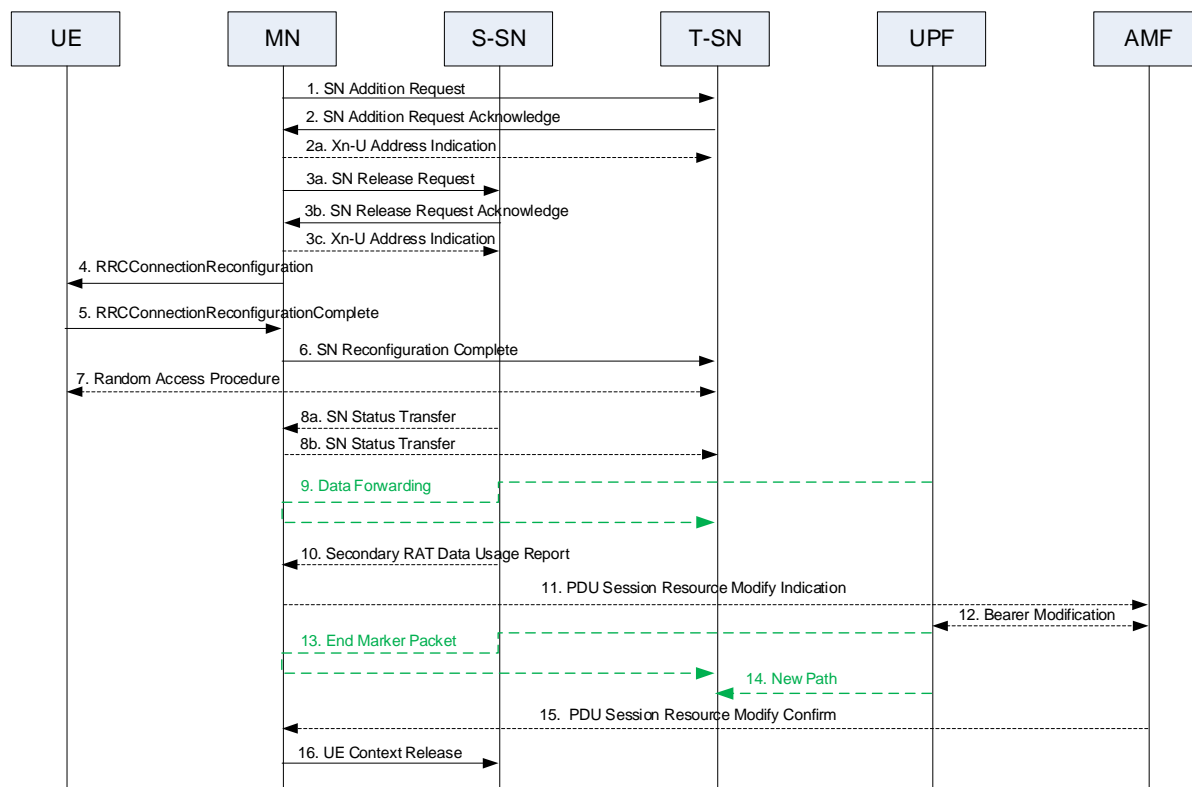 UE
MN
S-SN
T-SN
UPF
AMF
1. SN Addition Request
2. SN Addition Request Acknowledge
2a. Xn-U Address Indication
3a. SN Release Request
3b. SN Release Request Acknowledge
3c. Xn-U Address Indication
4. RRCConnectionReconfiguration
5. RRCConnectionReconfigurationComplete
6. SN Reconfiguration Complete
7. Random Access Procedure
8a. SN Status Transfer
8b. SN Status Transfer
9. Data Forwarding
10. Secondary RAT Data Usage Report
11. PDU Session Resource Modify Indication
12. Bearer Modification
13. End Marker Packet
14. New Path
15. PDU Session Resource Modify Confirm
16. UE Context Release